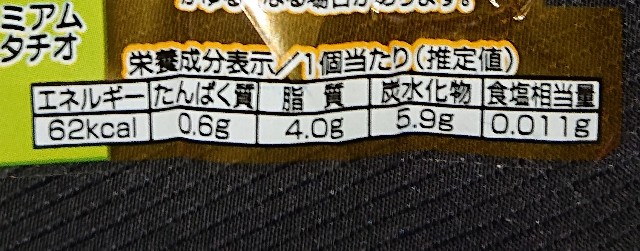 ミアム
タチオ
栄養成分表示/1個当たり(推定値)
エネルギー たんぱく質 脂質 炭水化物 食塩相当量
62kcal 0.6g 4.0g 5.9g 0.011g